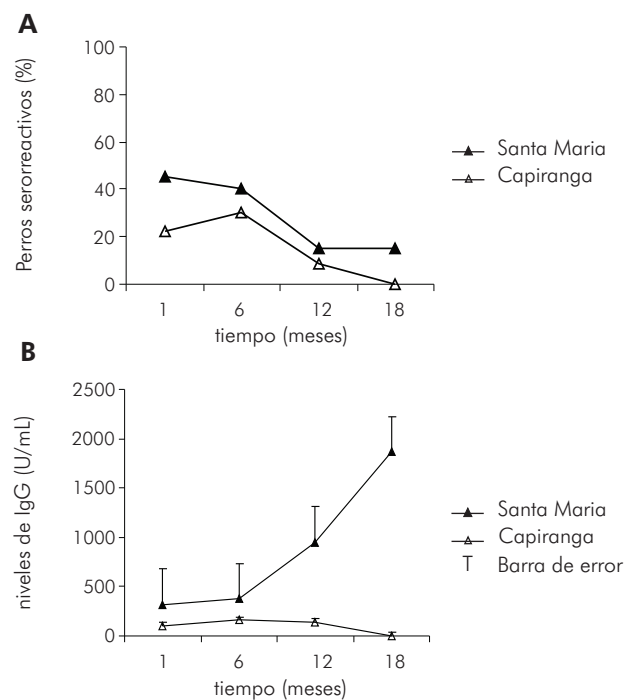 A
Perros serorreactivos (%)
100
80
60
40
20
0
1 6 12 18
tiempo (meses)
Santa Maria
Capiranga
B
niveles de IgG (U/mL)
2500
2000
1500
1000
500
0
1 6 12 18
tiempo (meses)
Santa Maria
Capiranga
Barra de error